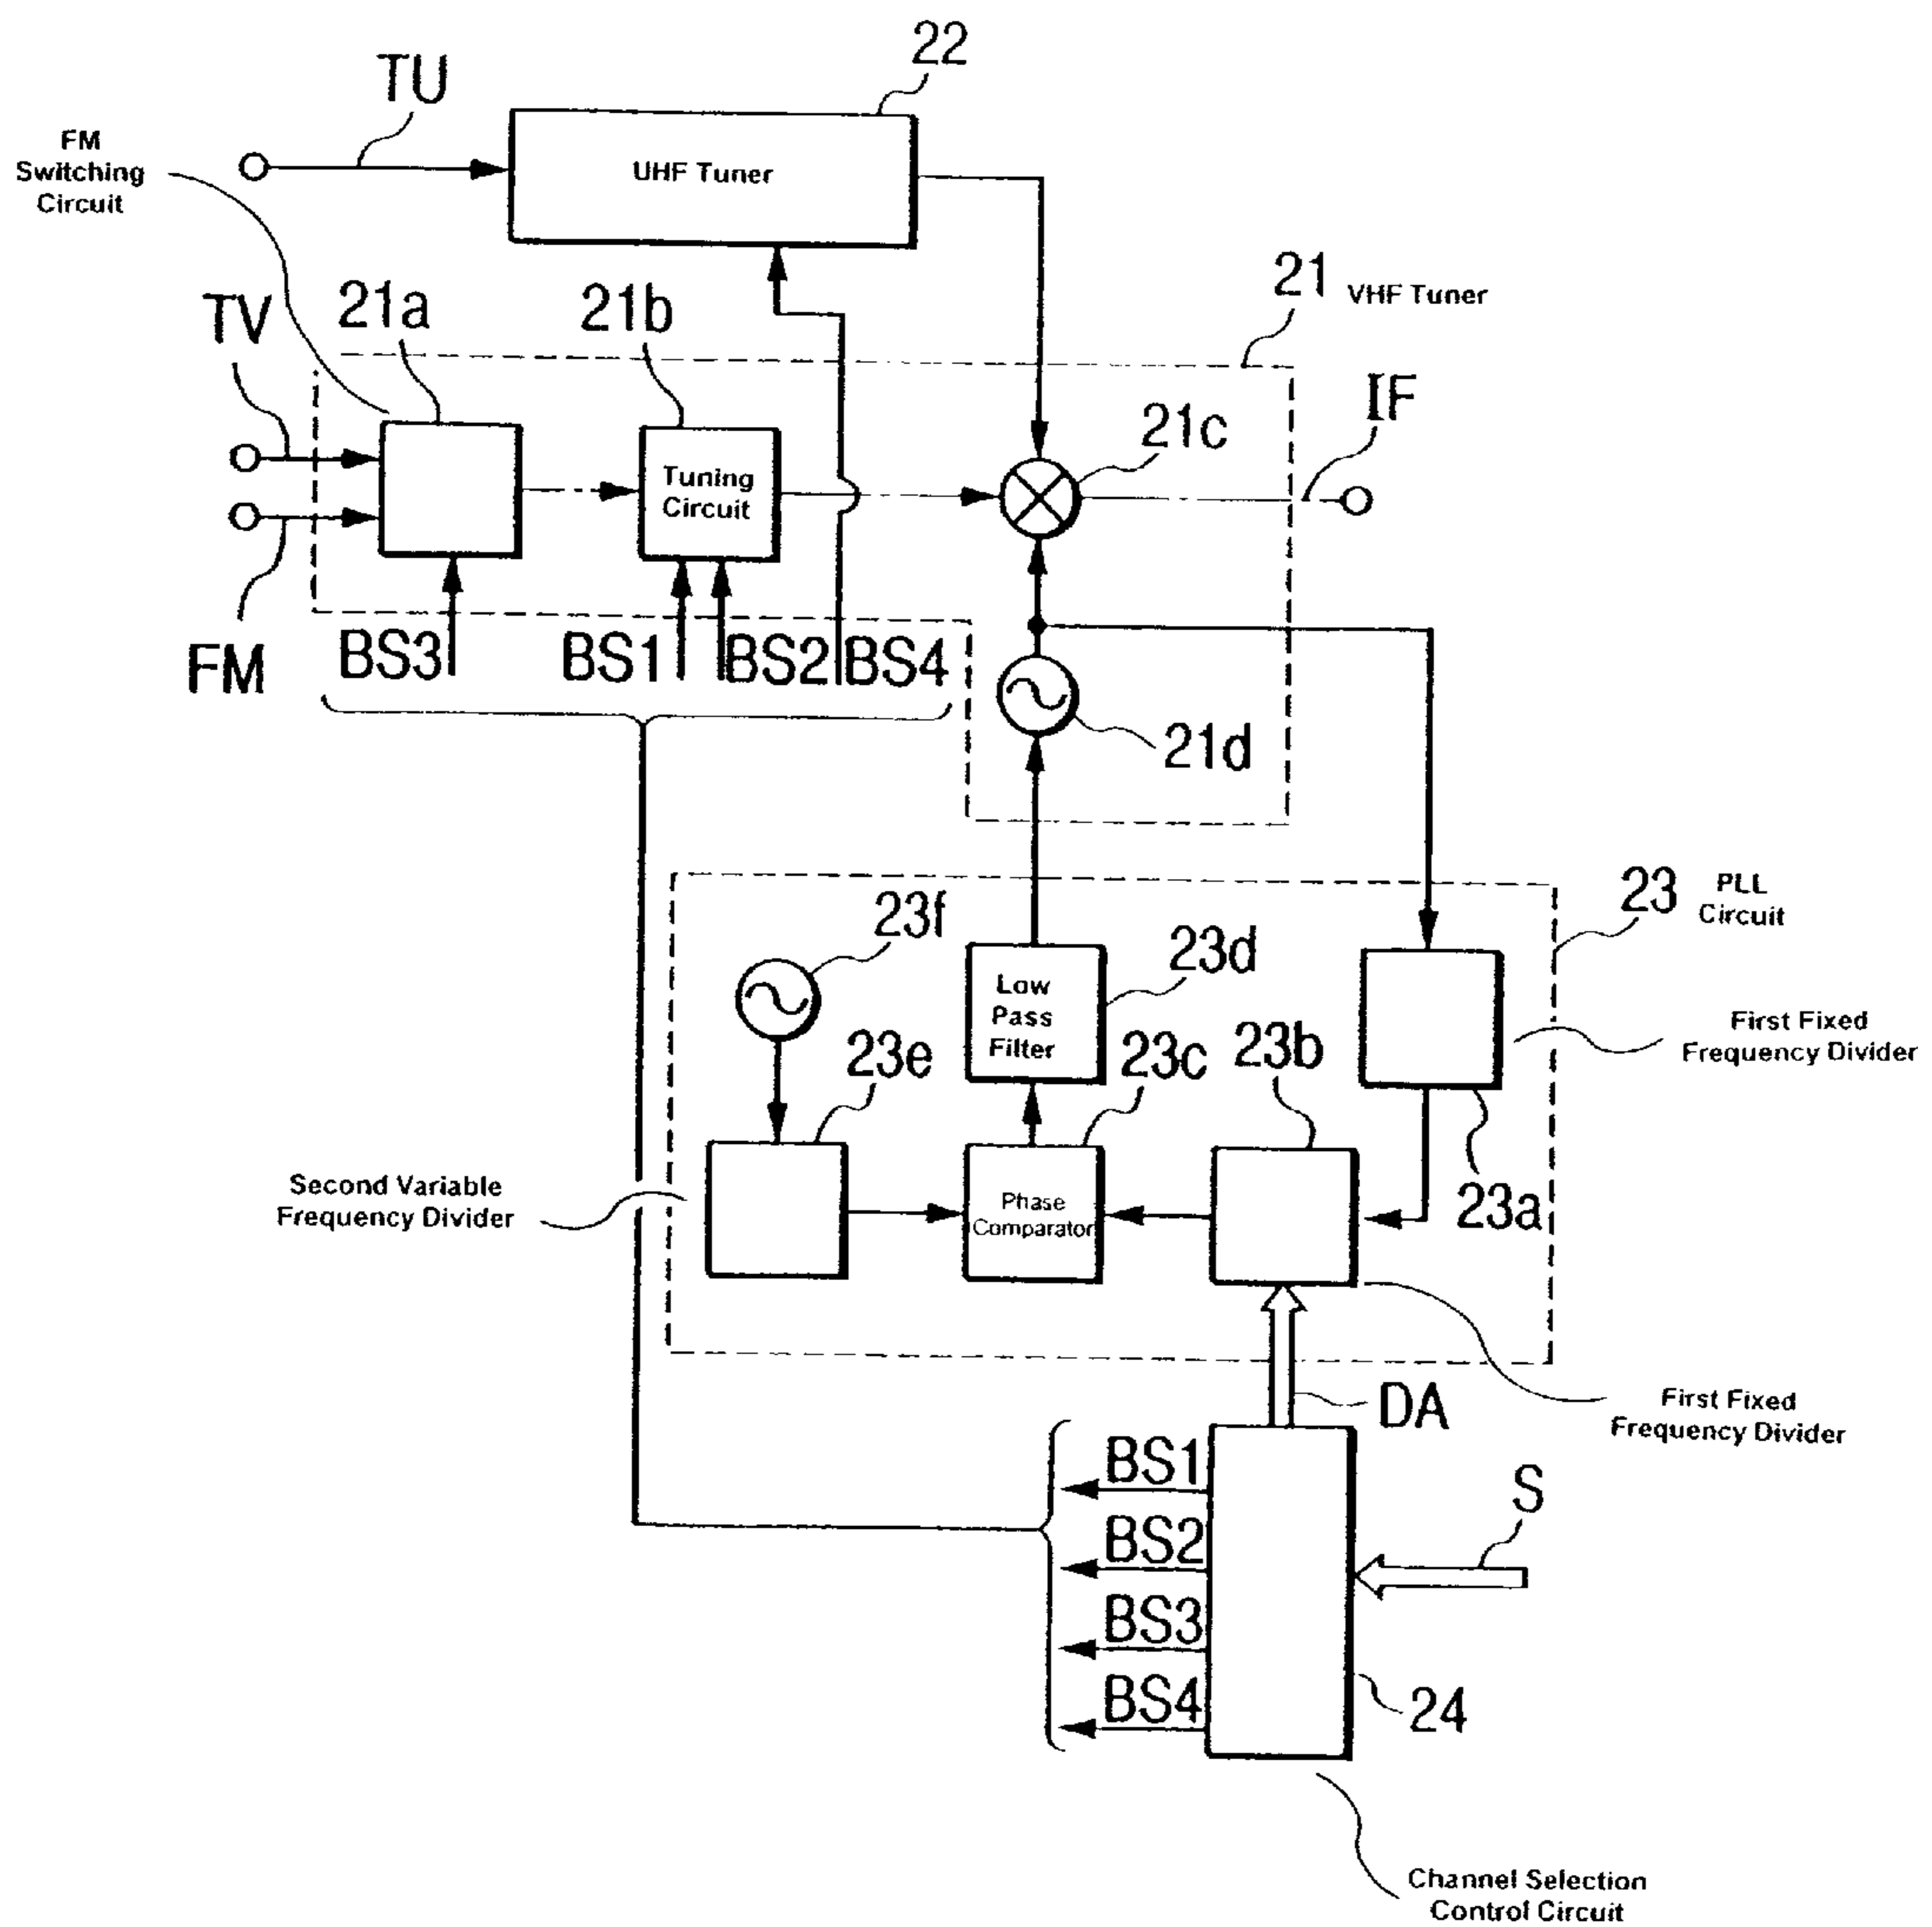 22
TU
FM
Switching
Circuit
UHF Tuner
21 VHF Tuner
TV
21a
21b
IF
21c
Tuning
Circuit
FM
BS3
BS1
BS2
BS4
21d
23
PLL
Circuit
23f
23d
Low
Pass
Filter
First Fixed
Frequency Divider
23e
23c
23b
23a
Second Variable
Frequency Divider
Phase
Comparator
DA
First Fixed
Frequency Divider
BS1
S
BS2
BS3
BS4
24
Channel Selection
Control Circuit